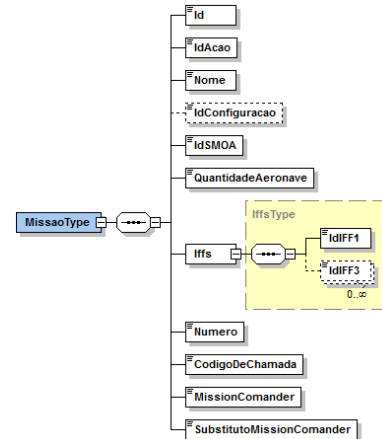 Id
IdAcao
Nome
IdConfiguracao
IdSMOA
QuantidadeAeronave
IffsType
MissaoType
Iffs
IdIFF1
IdIFF3
0..∞
Numero
CodigoDeChamada
MissionComander
SubstitutoMissionComander